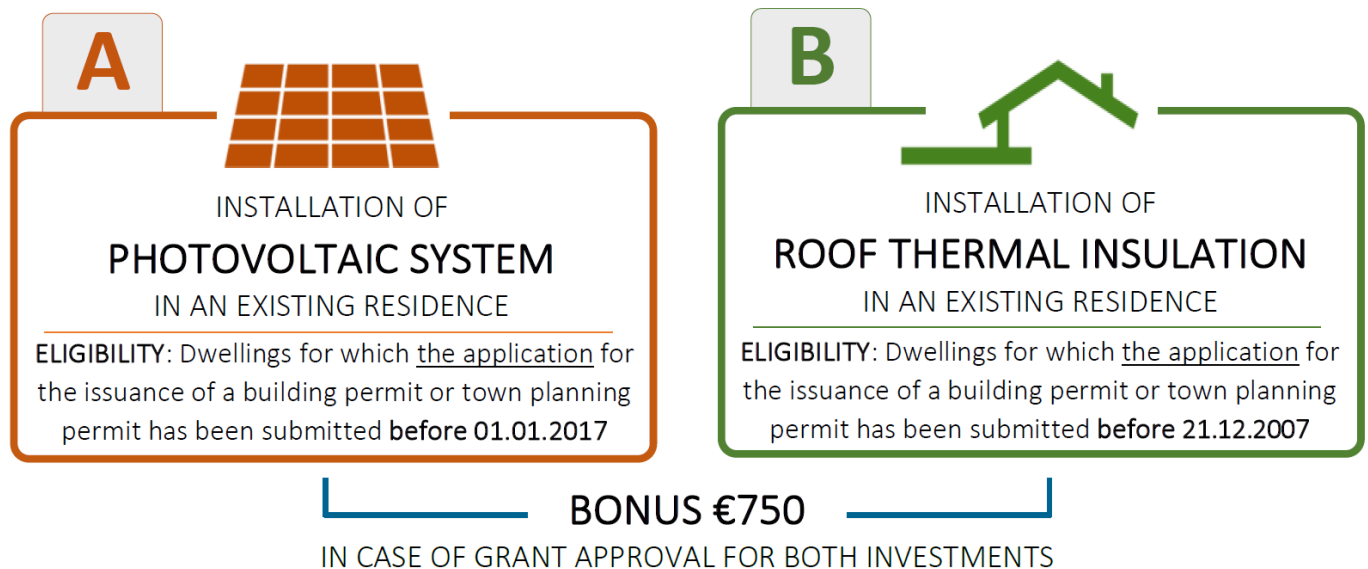 A
INSTALLATION OF
PHOTOVOLTAIC SYSTEM
IN AN EXISTING RESIDENCE
ELIGIBILITY: Dwellings for which the application for
the issuance of a building permit or town planning
permit has been submitted before 01.01.2017
B
INSTALLATION OF
ROOF THERMAL INSULATION
IN AN EXISTING RESIDENCE
ELIGIBILITY: Dwellings for which the application for
the issuance of a building permit or town planning
permit has been submitted before 21.12.2007
BONUS €750
IN CASE OF GRANT APPROVAL FOR BOTH INVESTMENTS